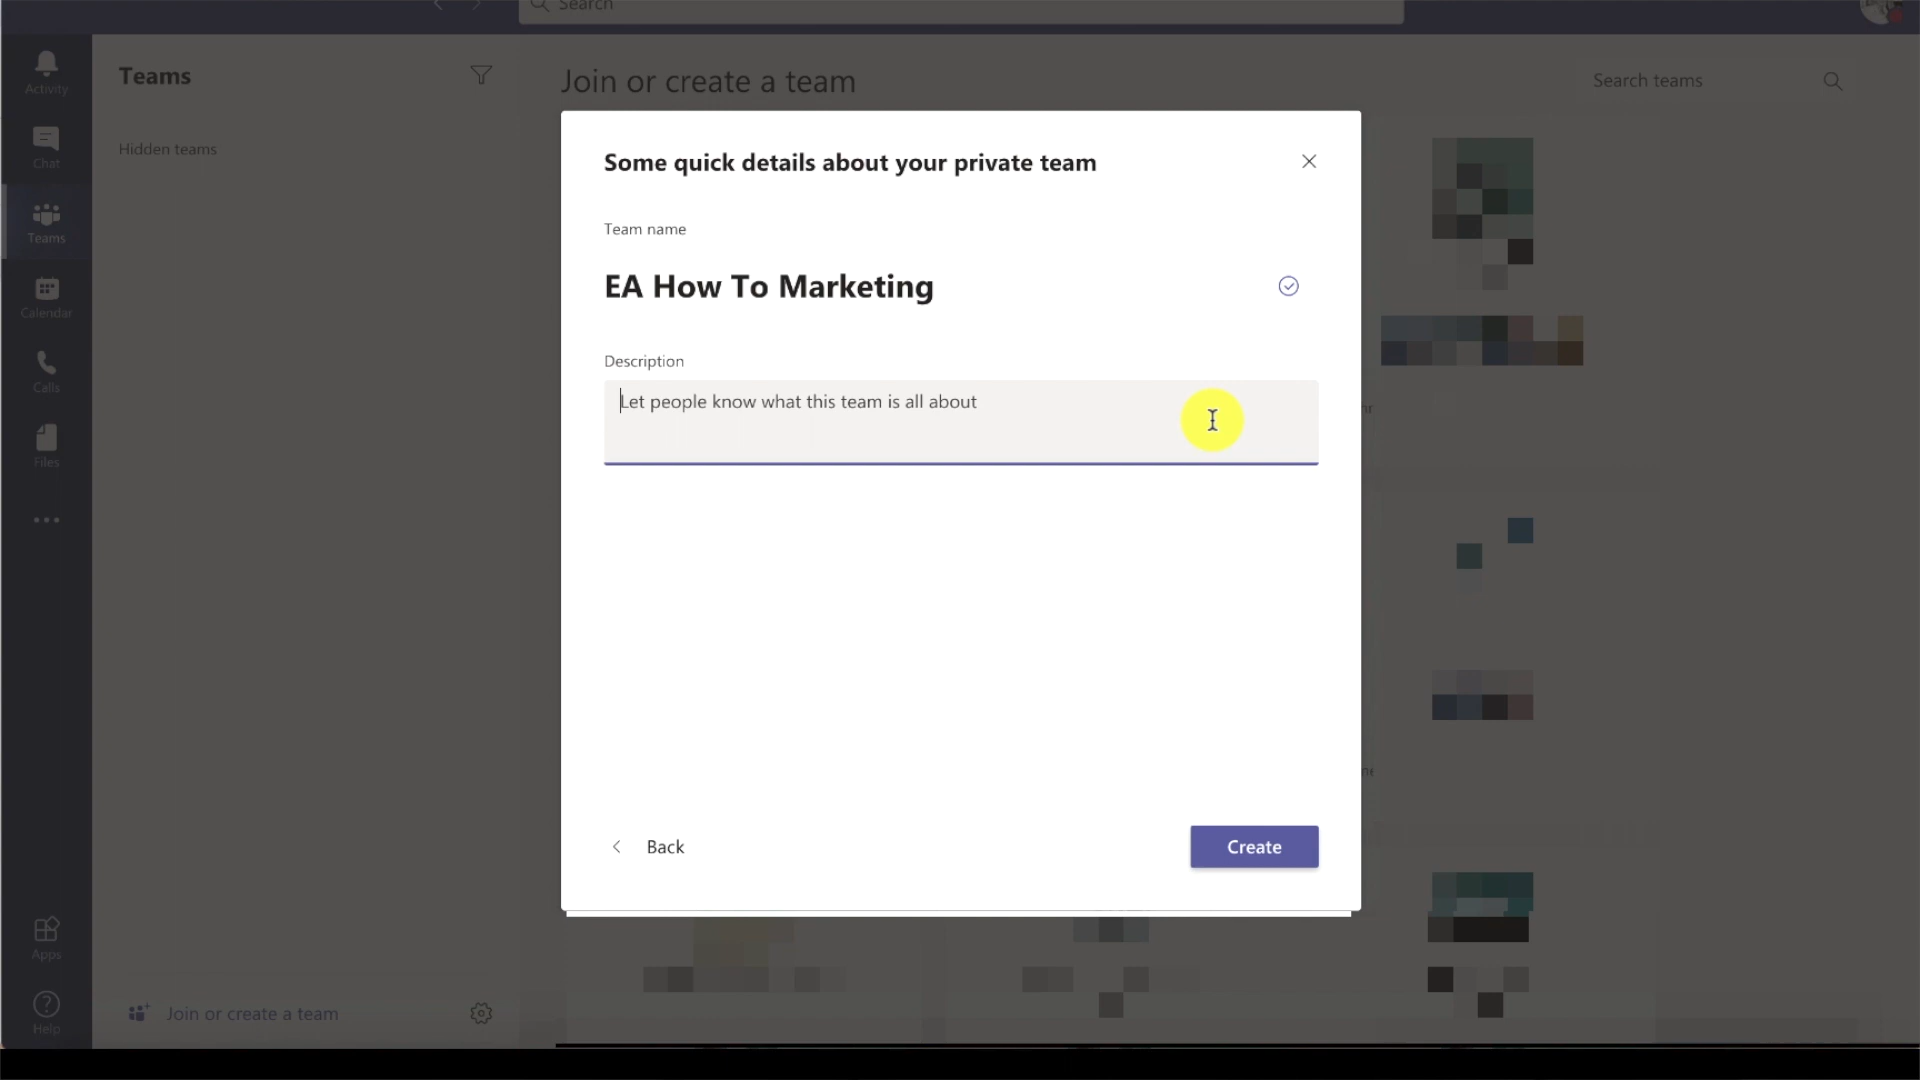 Search
Activity
Chat
Teams
Calendar
Calls
Files
Apps
Help
Teams
Hidden teams
Join or create a team
Join or create a team
Search teams
Some quick details about your private team
Team name
EA How To Marketing
Description
Let people know what this team is all about
Back
Create